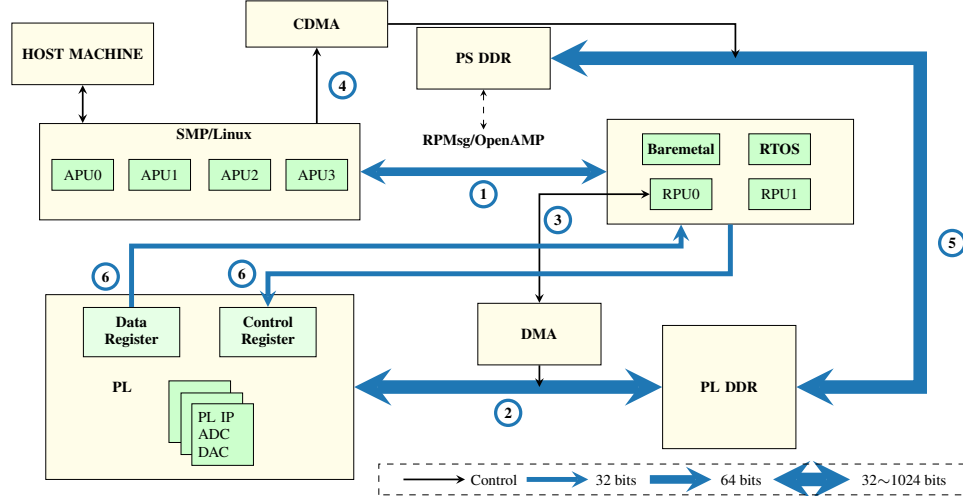 CDMA
HOST MACHINE
PS DDR
4
SMP/Linux
RPMsg/OpenAMP
APU0 APU1 APU2 APU3
Baremetal RTOS
1
RPU0 RPU1
3
5
6 6
Data
Register
Control
Register
DMA
PL
PL DDR
2
PL IP
ADC
DAC
Control 32 bits 64 bits 32∼1024 bits